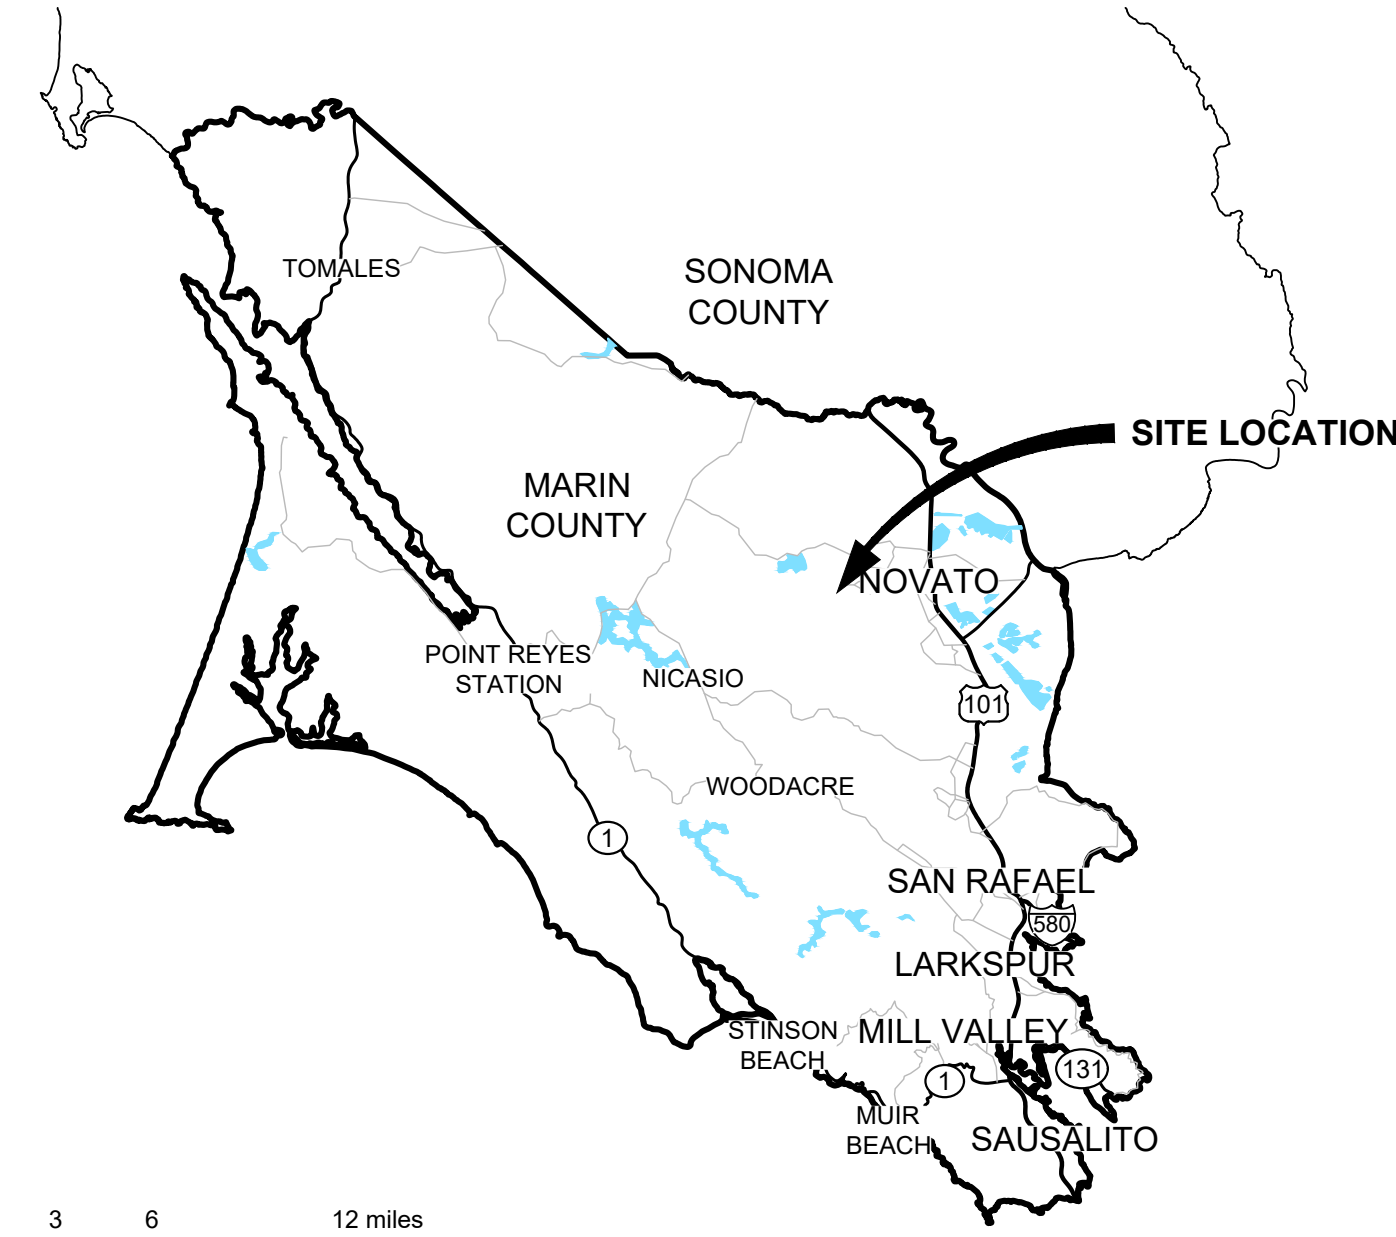 TOMALES
SONOMA
COUNTY
SITE LOCATION
MARIN
COUNTY
NOVATO
POINT REYES
STATION
NICASIO
101
WOODACRE
1
SAN RAFAEL
580
LARKSPUR
STINSON
BEACH
MILL VALLEY
131
1
MUIR
BEACH
SAUSALITO
3 6 12 miles